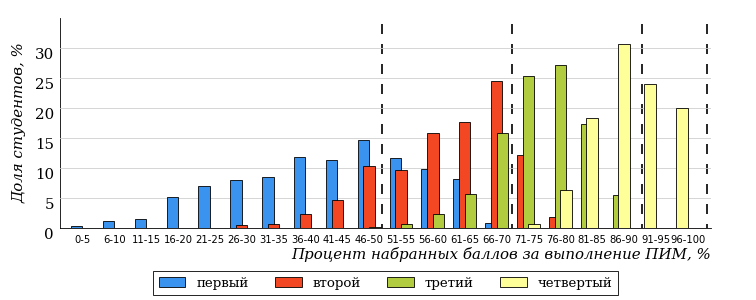 Доля студентов, %
30
25
20
15
10
5
0
0-5 6-10 11-15 16-20 21-25 26-30 31-35 36-40 41-45 46-50 51-55 56-60 61-65 66-70 71-75 76-80 81-85 86-90 91-95 96-100
Процент набранных баллов за выполнение ПИМ, %
первый второй третий четвертый